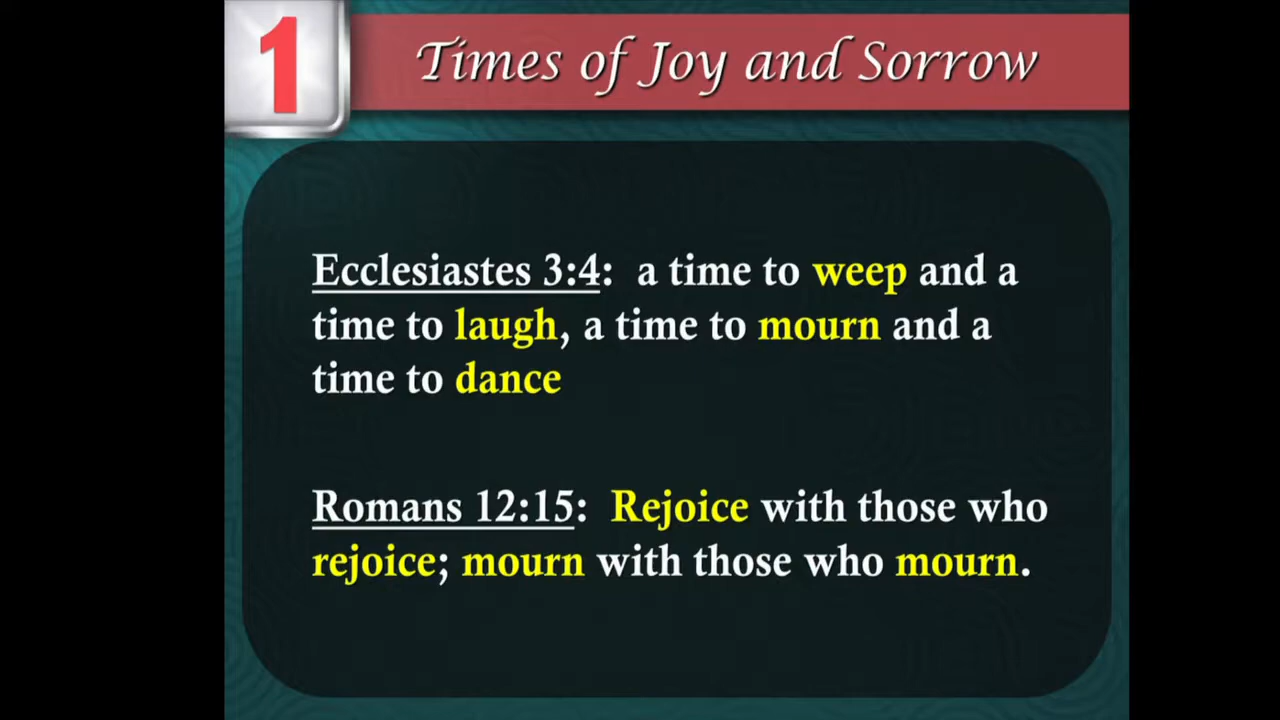 1
Times of Joy and Sorrow
Ecclesiastes 3:4: a time to weep and a
time to laugh, a time to mourn and a
time to dance
Romans 12:15: Rejoice with those who
rejoice; mourn with those who mourn.